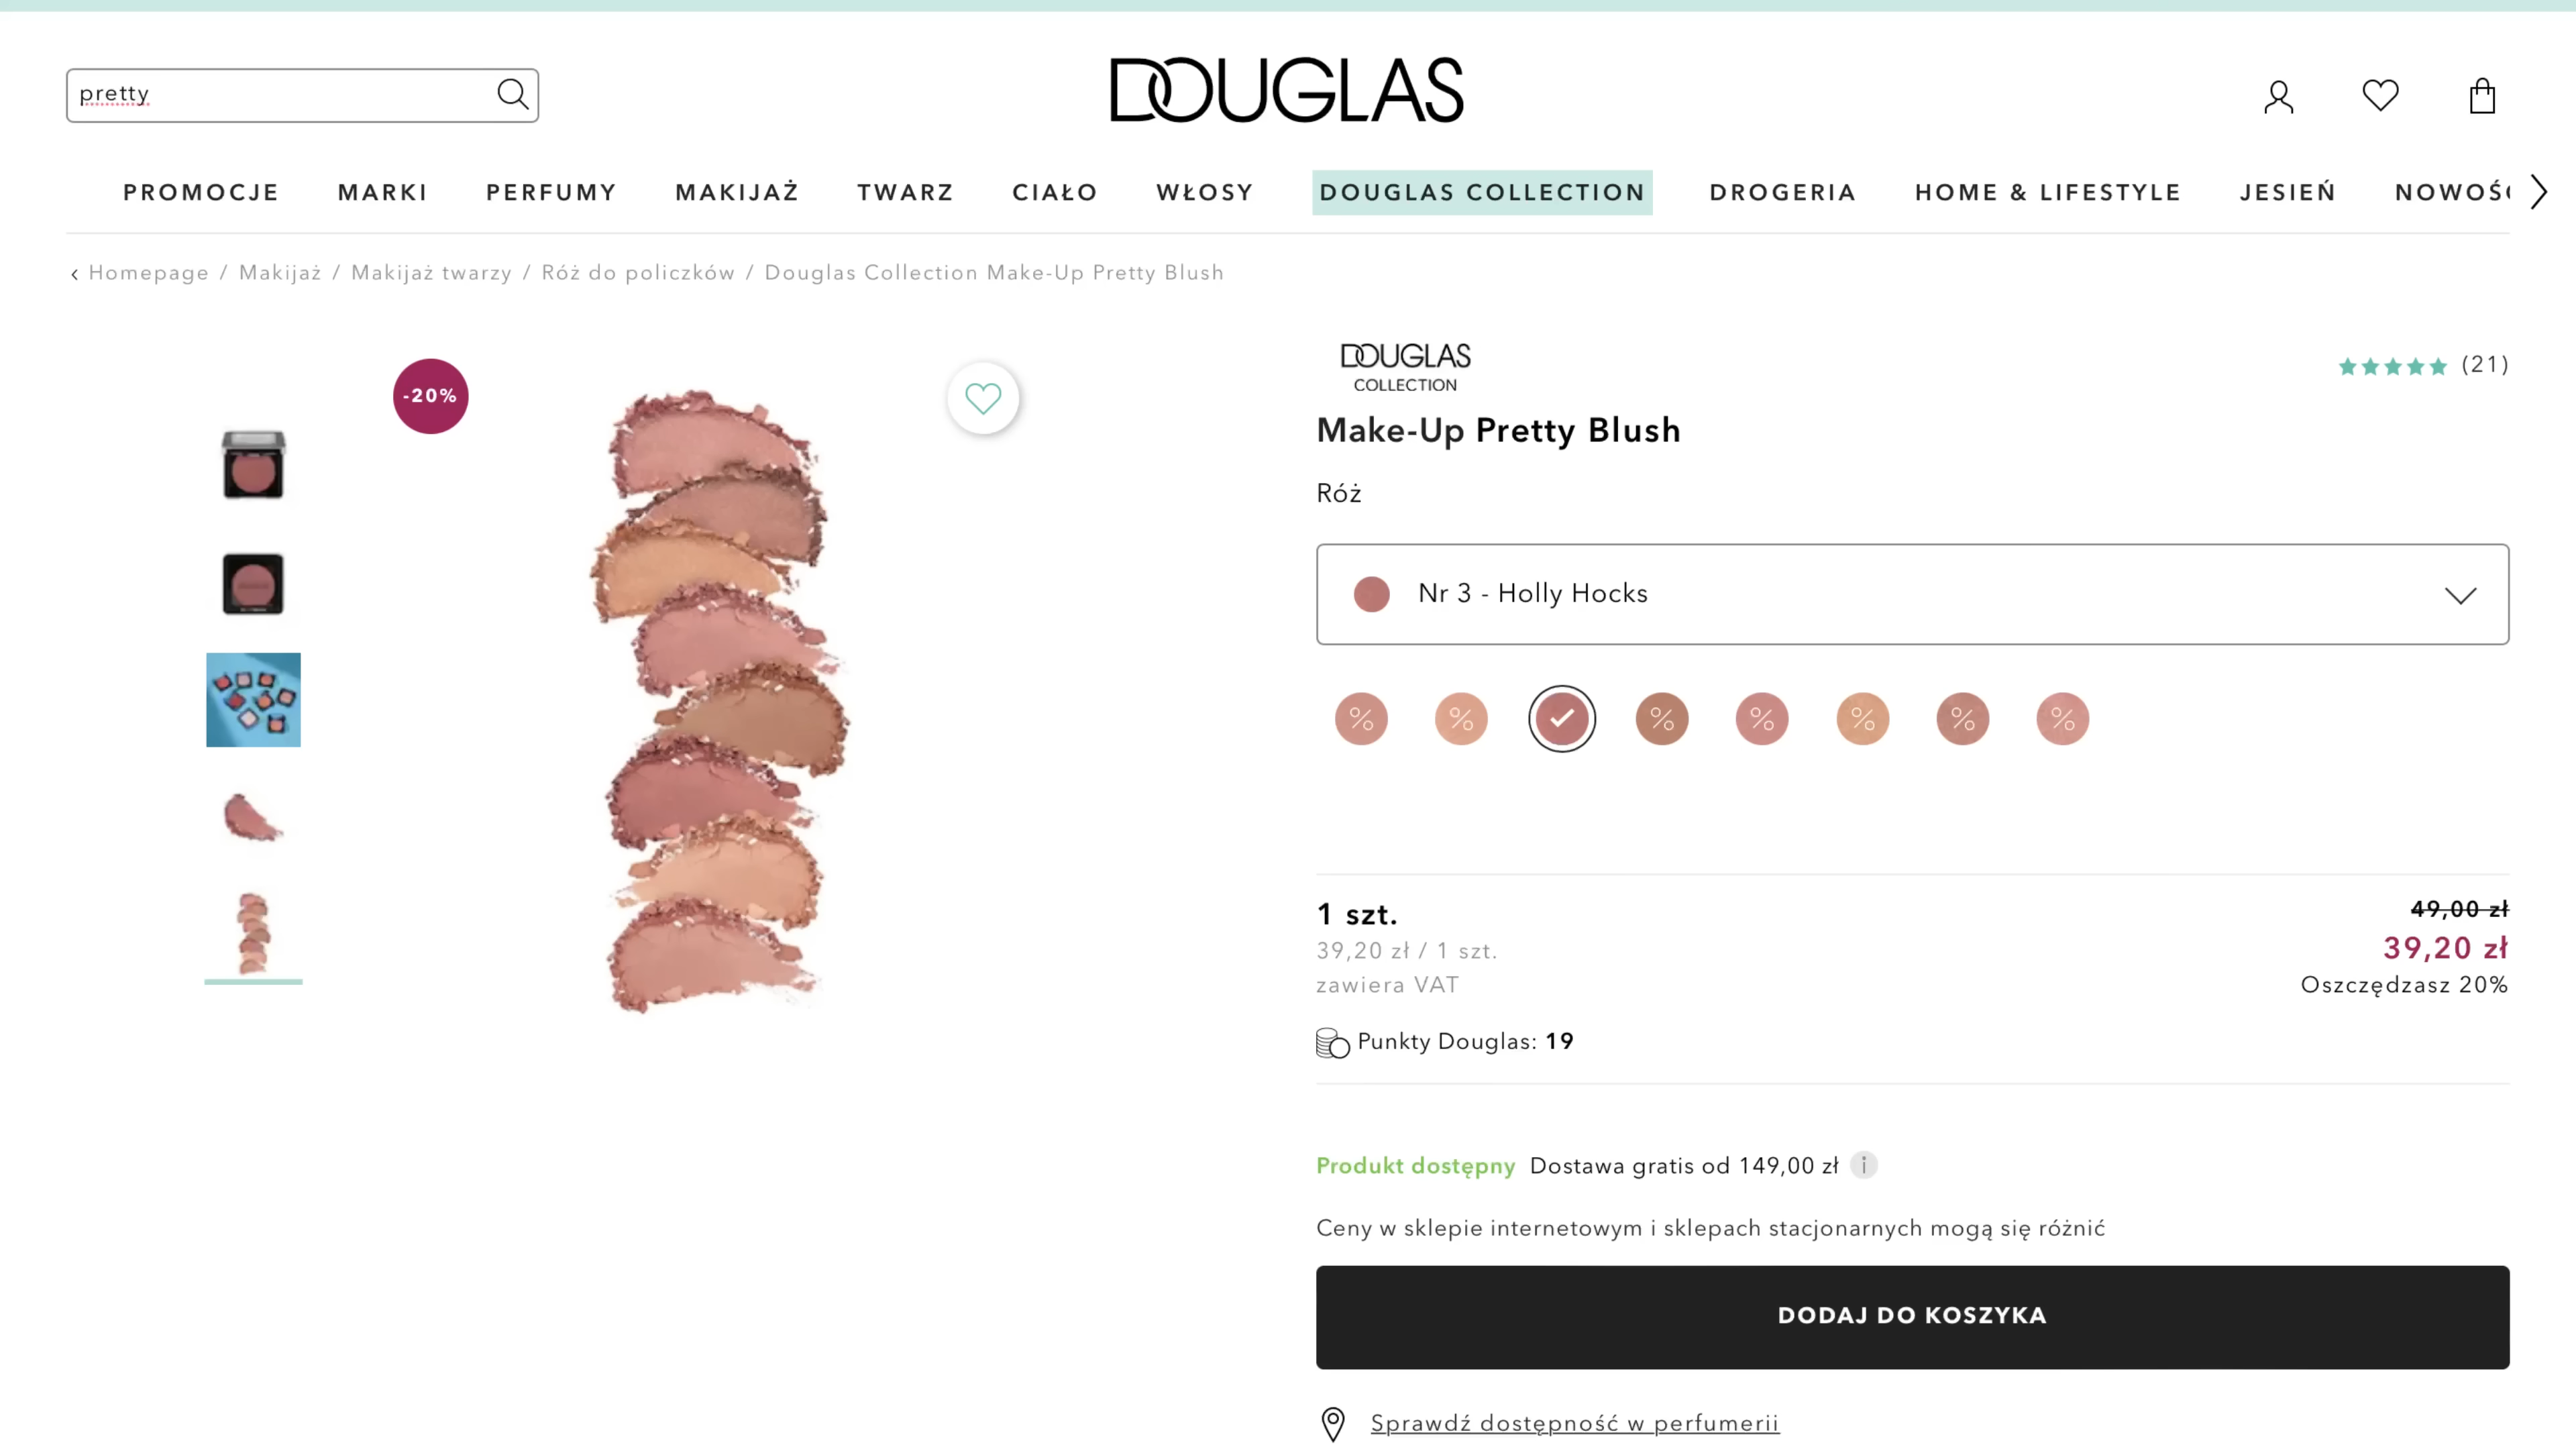 pretty
DOUGLAS
PROMOCJE MARKI PERFUMY MAKIJAŻ TWARZ CIAŁO WŁOSY DOUGLAS COLLECTION DROGERIA HOME & LIFESTYLE JESIEŃ NOWOŚ
Homepage / Makijaż / Makijaż twarzy / Róż do policzków / Douglas Collection Make-Up Pretty Blush
-20%
DOUGLAS
COLLECTION
(21)
Make-Up Pretty Blush
Róż
Nr 3 - Holly Hocks
% % % % % % %
1 szt.
49,00 zł
39,20 zł / 1 szt.
39,20 zł
zawiera VAT
Oszczędzasz 20%
Punkty Douglas: 19
Produkt dostępny Dostawa gratis od 149,00 zł i
Ceny w sklepie internetowym i sklepach stacjonarnych mogą się różnić
DODAJ DO KOSZYKA
Sprawdź dostępność w perfumerii